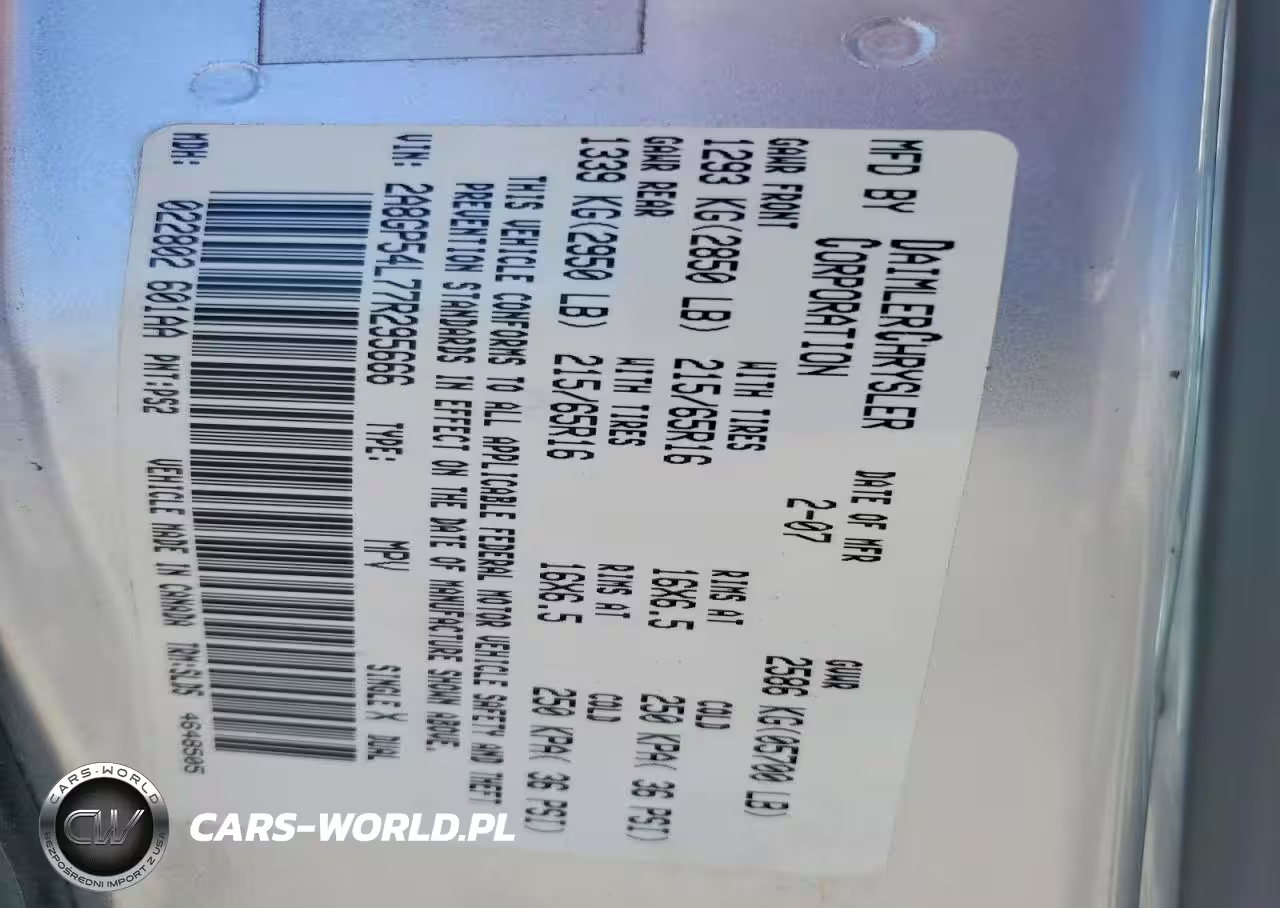 MFD BY DAIMLERCHRYSLER CORPORATION DATE OF MFR 2-07 GVWR 2586 KG(05700 LB)
GAWR FRONT WITH TIRES RIMS AT COLD
1293 KG(2850 LB) 215/65R16 16X6.5 250 KPA( 36 PSI)
GAWR REAR WITH TIRES RIMS AT COLD
1339 KG(2950 LB) 215/65R16 16X6.5 250 KPA( 36 PSI)
THIS VEHICLE CONFORMS TO ALL APPLICABLE FEDERAL MOTOR VEHICLE SAFETY AND THEFT
PREVENTION STANDARDS IN EFFECT ON THE DATE OF MANUFACTURE SHOWN ABOVE.
VIN: 2A8GP54L77R295666 TYPE: MPV SINGLE X DUAL
MDH: 022802 601AA PNT:PS2 VEHICLE MADE IN CANADA TRM:SLD5 4648505
CARS-WORLD
CW
BEZPOŚREDNI IMPORT Z USA
CARS-WORLD.PL